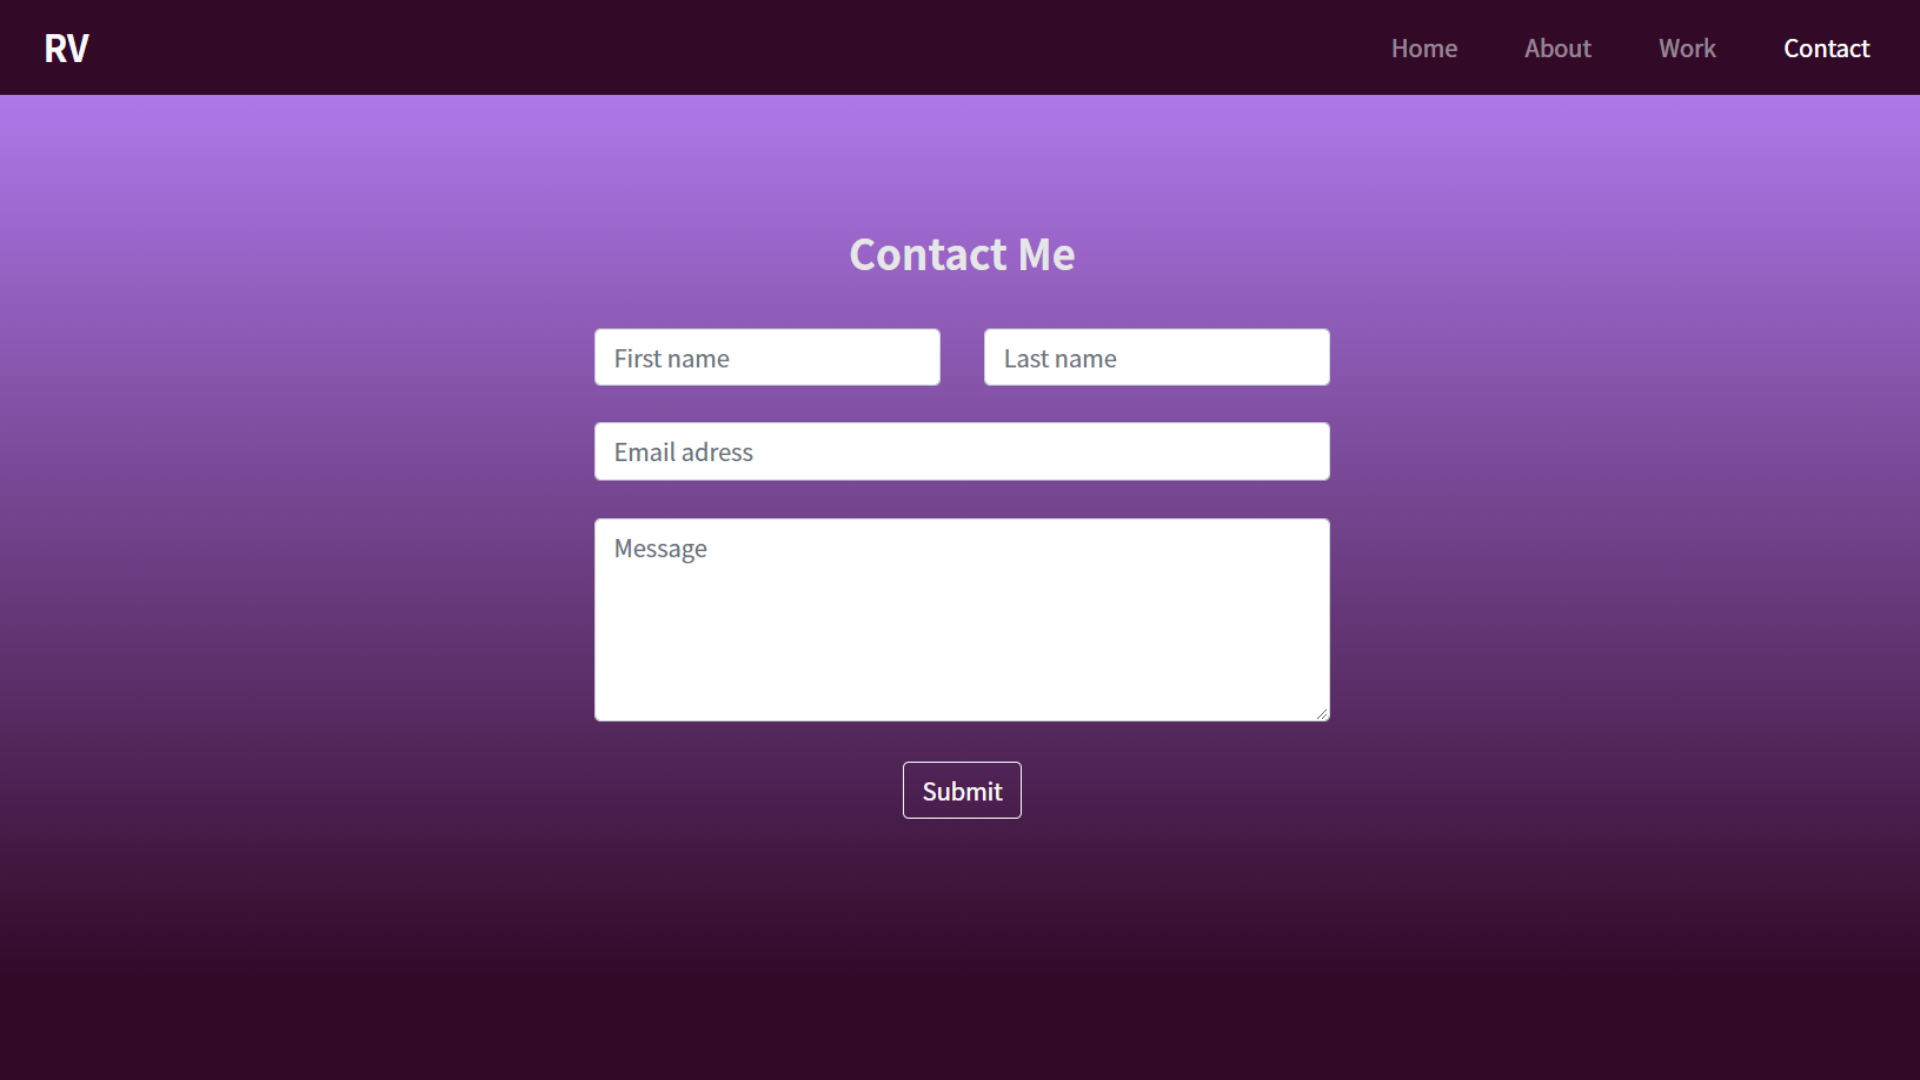 RV
Home About Work Contact
Contact Me
First name Last name
Email adress
Message
Submit